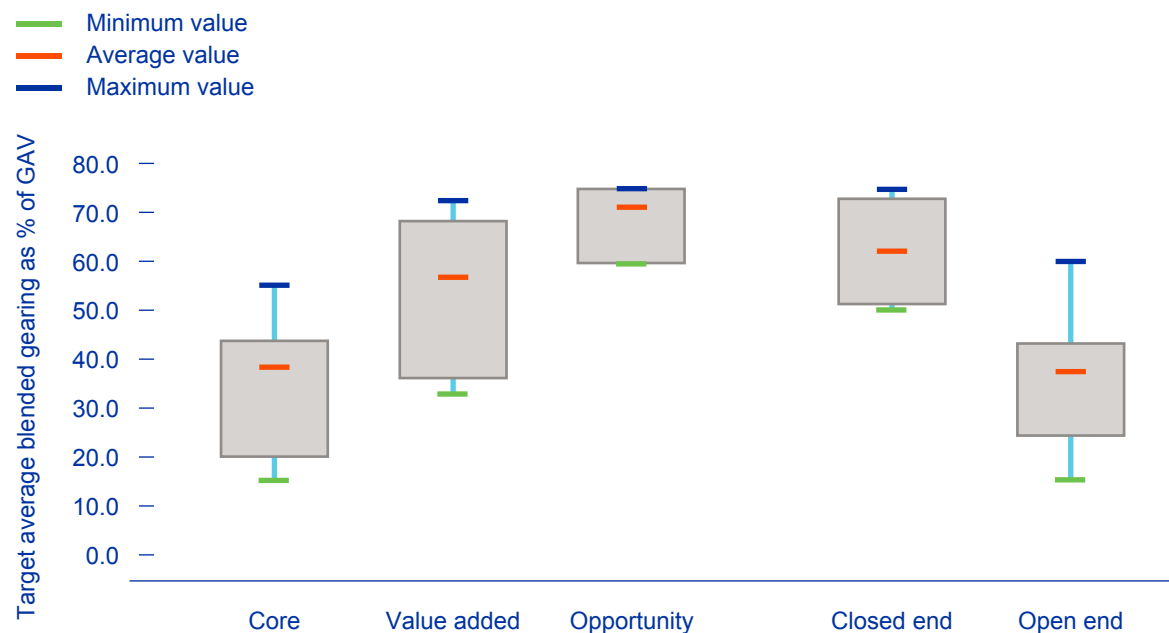 Minimum value
Average value
Maximum value
Target average blended gearing as % of GAV
80.0
70.0
60.0
50.0
40.0
30.0
20.0
10.0
0.0
Core
Value added
Opportunity
Closed end
Open end